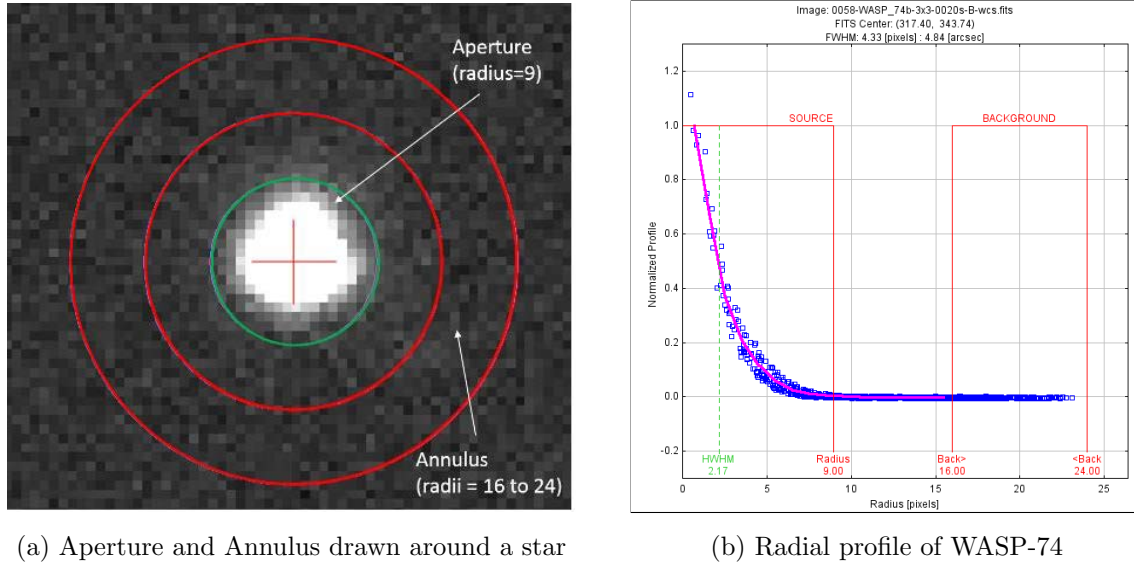 Aperture
(radius=9)
Annulus
(radii = 16 to 24)
(a) Aperture and Annulus drawn around a star
Image: 0058-WASP_74b-3x3-0020s-B-wcs.fits
FITS Center: (317.40, 343.74)
FWHM: 4.33 [pixels] : 4.84 [arcsec]
SOURCE
BACKGROUND
1.2
1.0
0.8
0.6
0.4
0.2
0.0
-0.2
Normalized Profile
HWHM
2.17
Radius
9.00
Back>
16.00
<Back
24.00
0
5
10
15
20
25
Radius [pixels]
(b) Radial profile of WASP-74